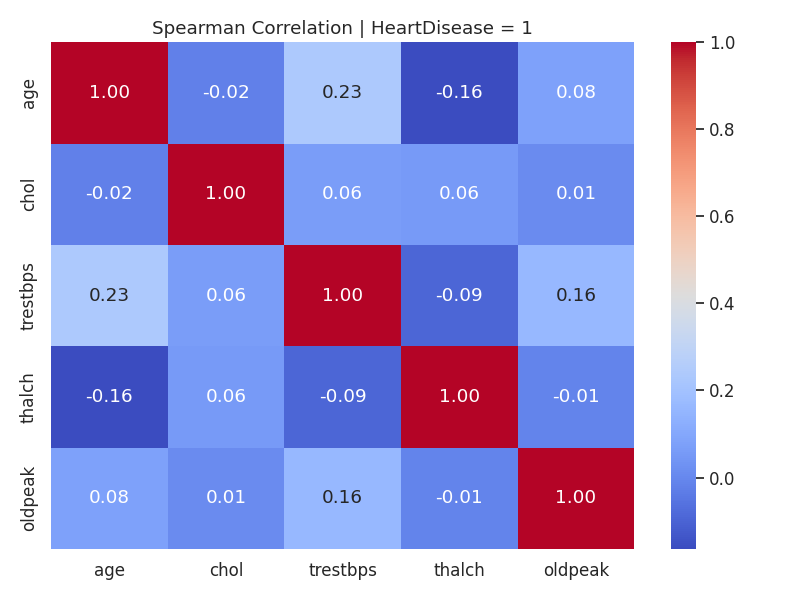 Spearman Correlation | HeartDisease = 1
age 1.00 -0.02 0.23 -0.16 0.08
chol -0.02 1.00 0.06 0.06 0.01
trestbps 0.23 0.06 1.00 -0.09 0.16
thalch -0.16 0.06 -0.09 1.00 -0.01
oldpeak 0.08 0.01 0.16 -0.01 1.00
age chol trestbps thalch oldpeak
1.0
0.8
0.6
0.4
0.2
0.0